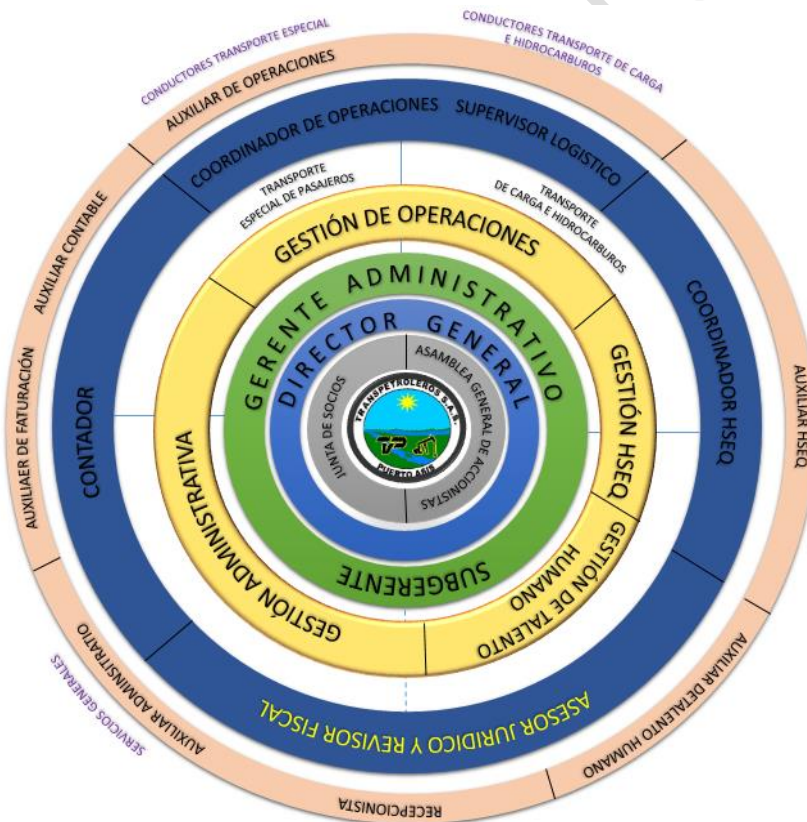 CONDUCTORES TRANSPORTE ESPECIAL
CONDUCTORES TRANSPORTE DE CARGA
E HIDROCARBUROS
AUXILIAR DE OPERACIONES
AUXILIAR CONTABLE
AUXILIAER DE FATURACIÓN
AUXILIAR HSEQ
AUXILIAR DETALENTO HUMANO
RECEPCIONISTA
AUXILIAR ADMINISTRATIO
SERVICIOS GENERALES
COORDINADOR DE OPERACIONES
SUPERVISOR LOGISTICO
COORDINADOR HSEQ
ASESOR JURIDICO Y REVISOR FISCAL
CONTADOR
TRANSPORTE
ESPECIAL DE PASAJEROS
TRANSPORTE
DE CARGA E HIDROCARBUROS
GESTIÓN DE OPERACIONES
GESTIÓN HSEQ
GESTIÓN DE TALENTO
HUMANO
GESTIÓN ADMINISTRATIVA
GERENTE ADMINISTRATIVO
SUBGERENTE
DIRECTOR GENERAL
JUNTA DE SOCIOS
ASAMBLEA GENERAL DE ACCIONISTAS
TRANSPETROLEROS S.A.S.
PUERTO ASÍS